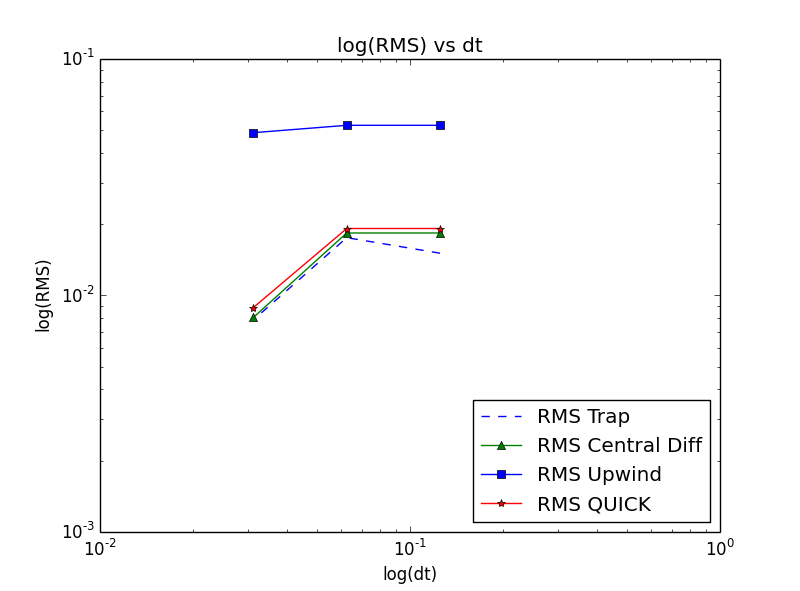 log(RMS) vs dt
10^-1
10^-2
10^-3
log(RMS)
RMS Trap
RMS Central Diff
RMS Upwind
RMS QUICK
10^-2
10^-1
10^0
log(dt)